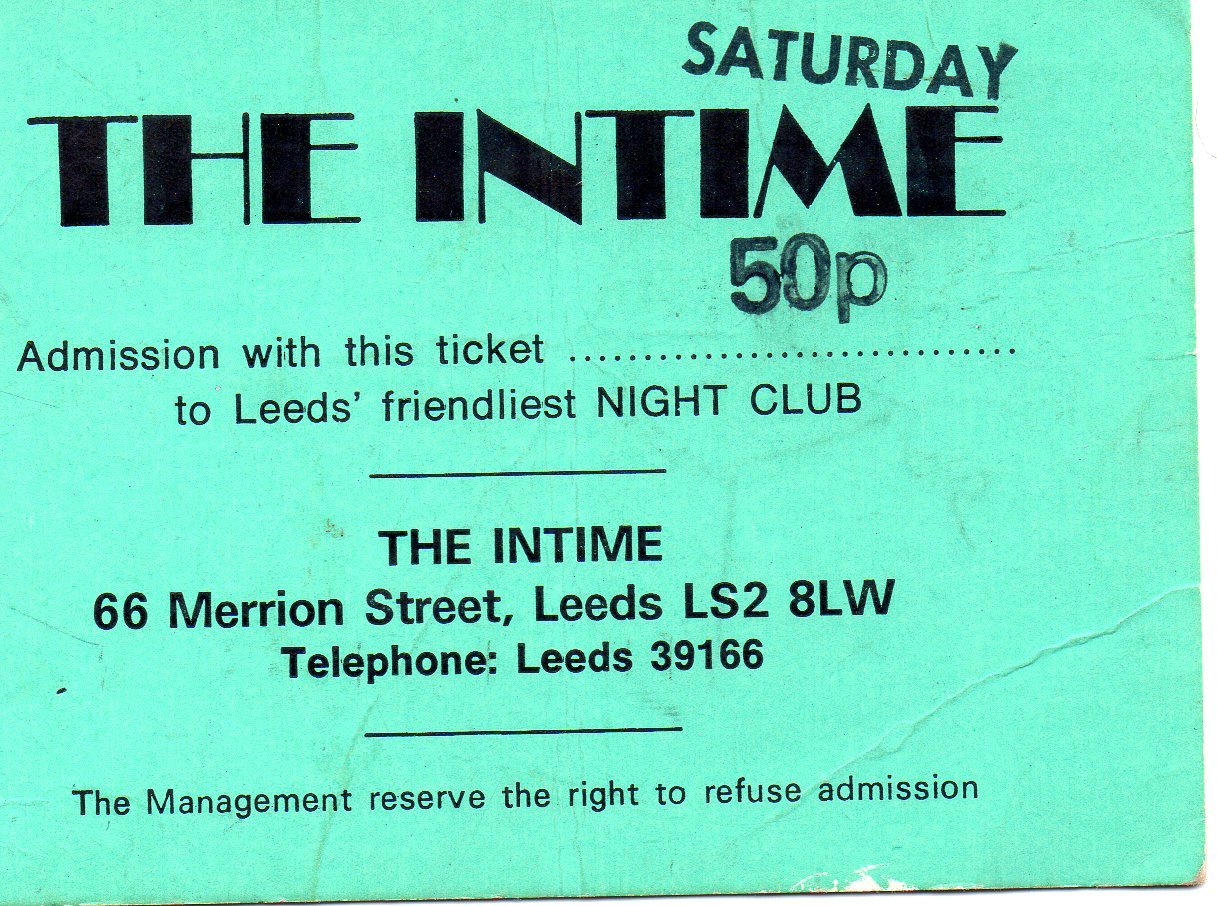 SATURDAY
THE INTIME
50p
Admission with this ticket ..............................
to Leeds' friendliest NIGHT CLUB
THE INTIME
66 Merrion Street, Leeds LS2 8LW
Telephone: Leeds 39166
The Management reserve the right to refuse admission